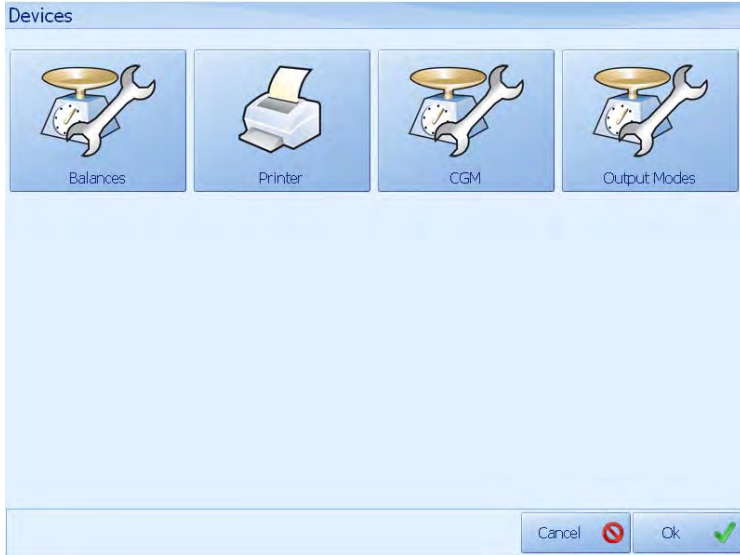 Devices
Balances
Printer
CGM
Output Modes
Cancel
Ok